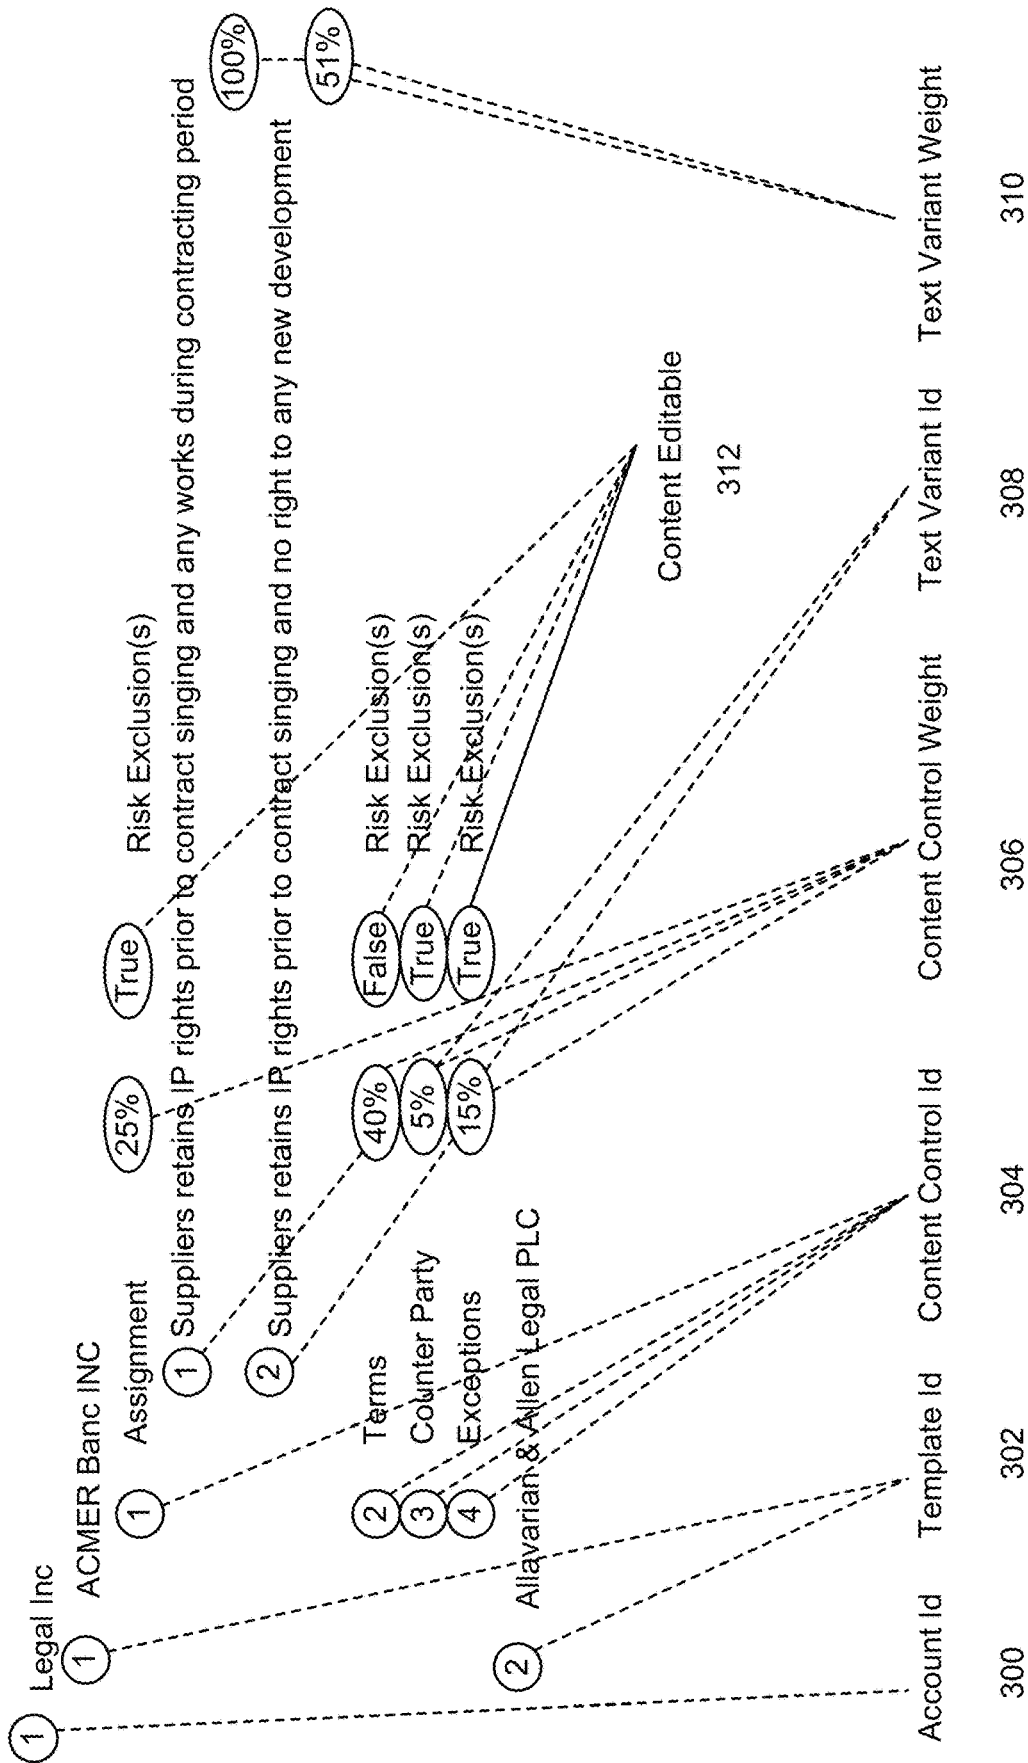 1 Legal Inc
1 ACMER Banc INC
1 Assignment 25% True Risk Exclusion(s)
1 Suppliers retains IP rights prior to contract singing and any works during contracting period 100%
2 Suppliers retains IP rights prior to contract singing and no right to any new development 51%
2 Terms 40% False Risk Exclusion(s)
3 Counter Party 5% True Risk Exclusion(s)
4 Exceptions 15% True Risk Exclusion(s)
2 Allavarian & Allen Legal PLC
Content Editable
312
Account Id Template Id Content Control Id Content Control Weight Text Variant Id Text Variant Weight
300 302 304 306 308 310